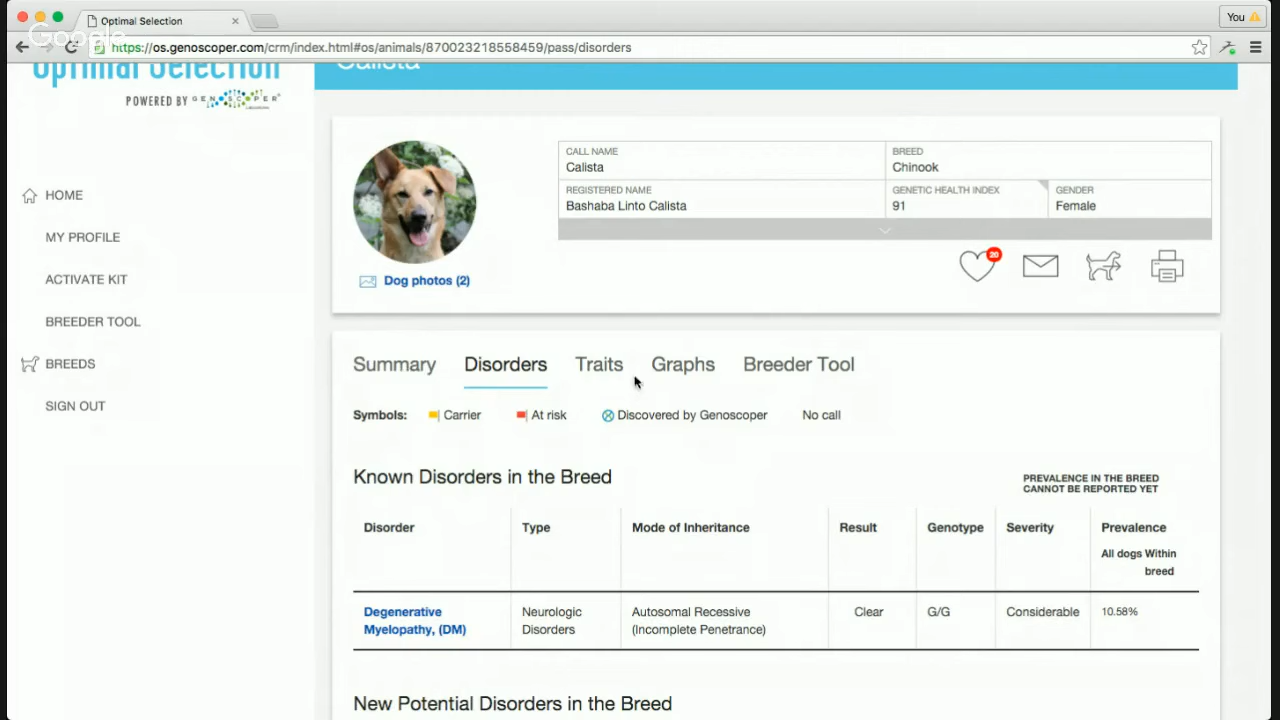 Optimal Selection
You
Google
https://os.genoscoper.com/crm/index.html#os/animals/870023218558459/pass/disorders
Optimal Selection
Calista
POWERED BY GENOSCOPER
HOME
MY PROFILE
ACTIVATE KIT
BREEDER TOOL
BREEDS
SIGN OUT
CALL NAME
Calista
BREED
Chinook
REGISTERED NAME
Bashaba Linto Calista
GENETIC HEALTH INDEX
91
GENDER
Female
Dog photos (2)
20
Summary Disorders Traits Graphs Breeder Tool
Symbols: Carrier At risk Discovered by Genoscoper No call
Known Disorders in the Breed
PREVALENCE IN THE BREED
CANNOT BE REPORTED YET
Disorder Type Mode of Inheritance Result Genotype Severity Prevalence
All dogs Within
breed
Degenerative Neurologic Autosomal Recessive Clear G/G Considerable 10.58%
Myelopathy, (DM) Disorders (Incomplete Penetrance)
New Potential Disorders in the Breed